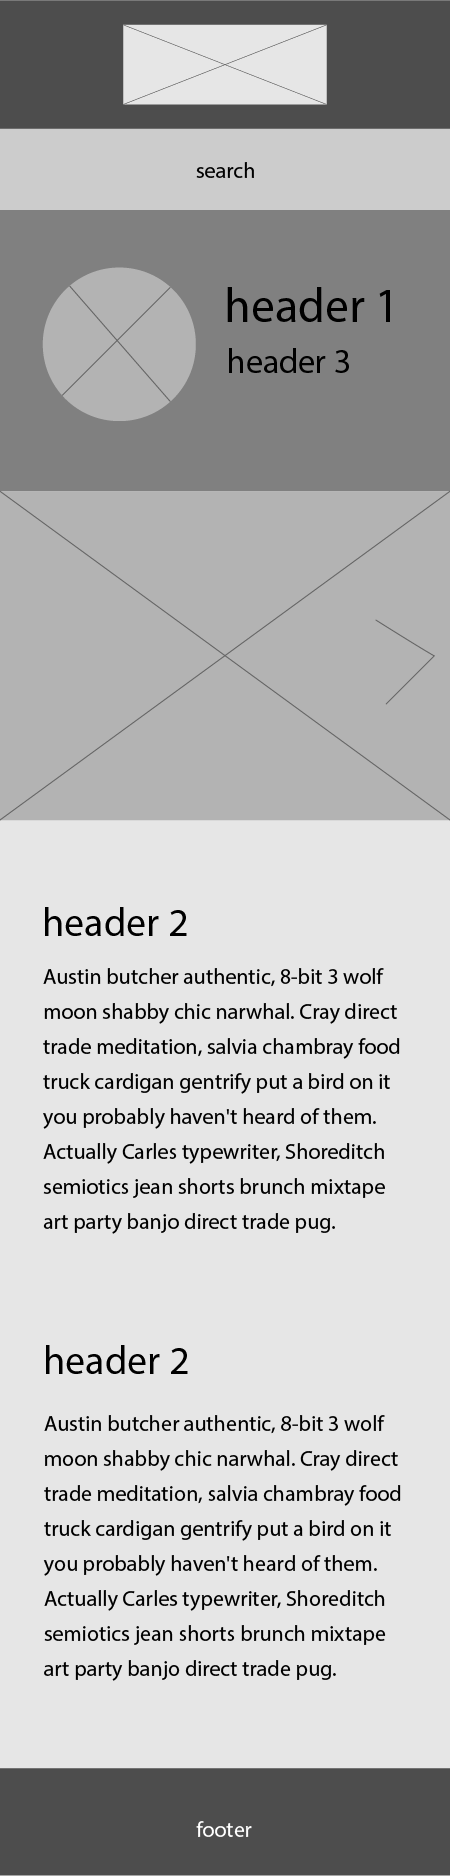 search
header 1
header 3
header 2
Austin butcher authentic, 8-bit 3 wolf
moon shabby chic narwhal. Cray direct
trade meditation, salvia chambray food
truck cardigan gentrify put a bird on it
you probably haven't heard of them.
Actually Carles typewriter, Shoreditch
semiotics jean shorts brunch mixtape
art party banjo direct trade pug.
header 2
Austin butcher authentic, 8-bit 3 wolf
moon shabby chic narwhal. Cray direct
trade meditation, salvia chambray food
truck cardigan gentrify put a bird on it
you probably haven't heard of them.
Actually Carles typewriter, Shoreditch
semiotics jean shorts brunch mixtape
art party banjo direct trade pug.
footer